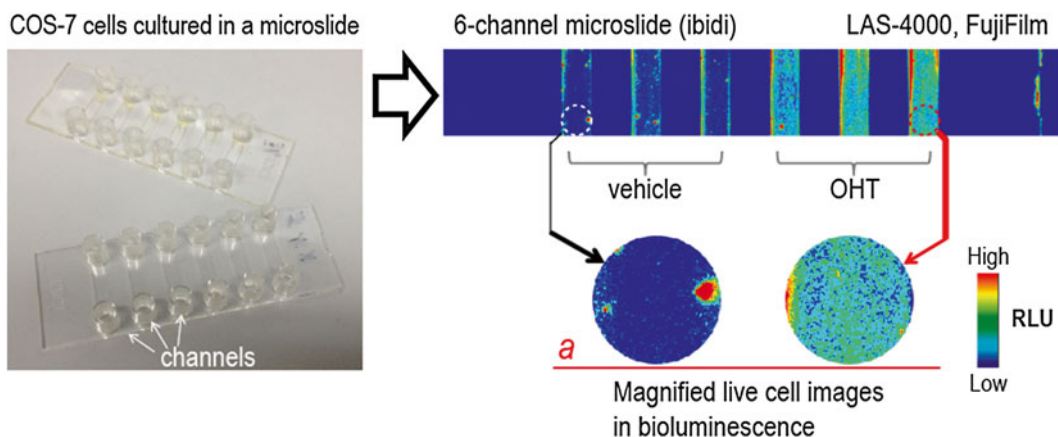 COS-7 cells cultured in a microslide
6-channel microslide (ibidi)
LAS-4000, FujiFilm
vehicle
OHT
channels
High
RLU
Low
a
Magnified live cell images
in bioluminescence